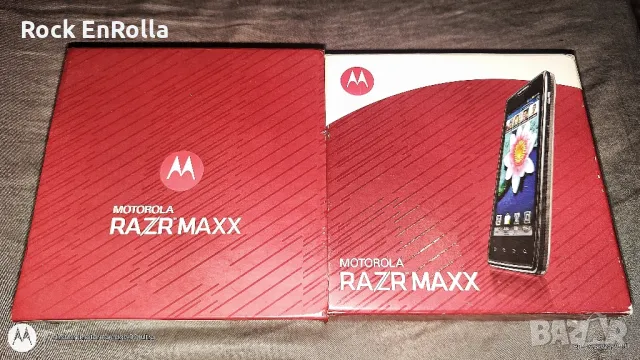 Rock EnRolla
MOTOROLA
RAZR MAXX
MOTOROLA
RAZR MAXX